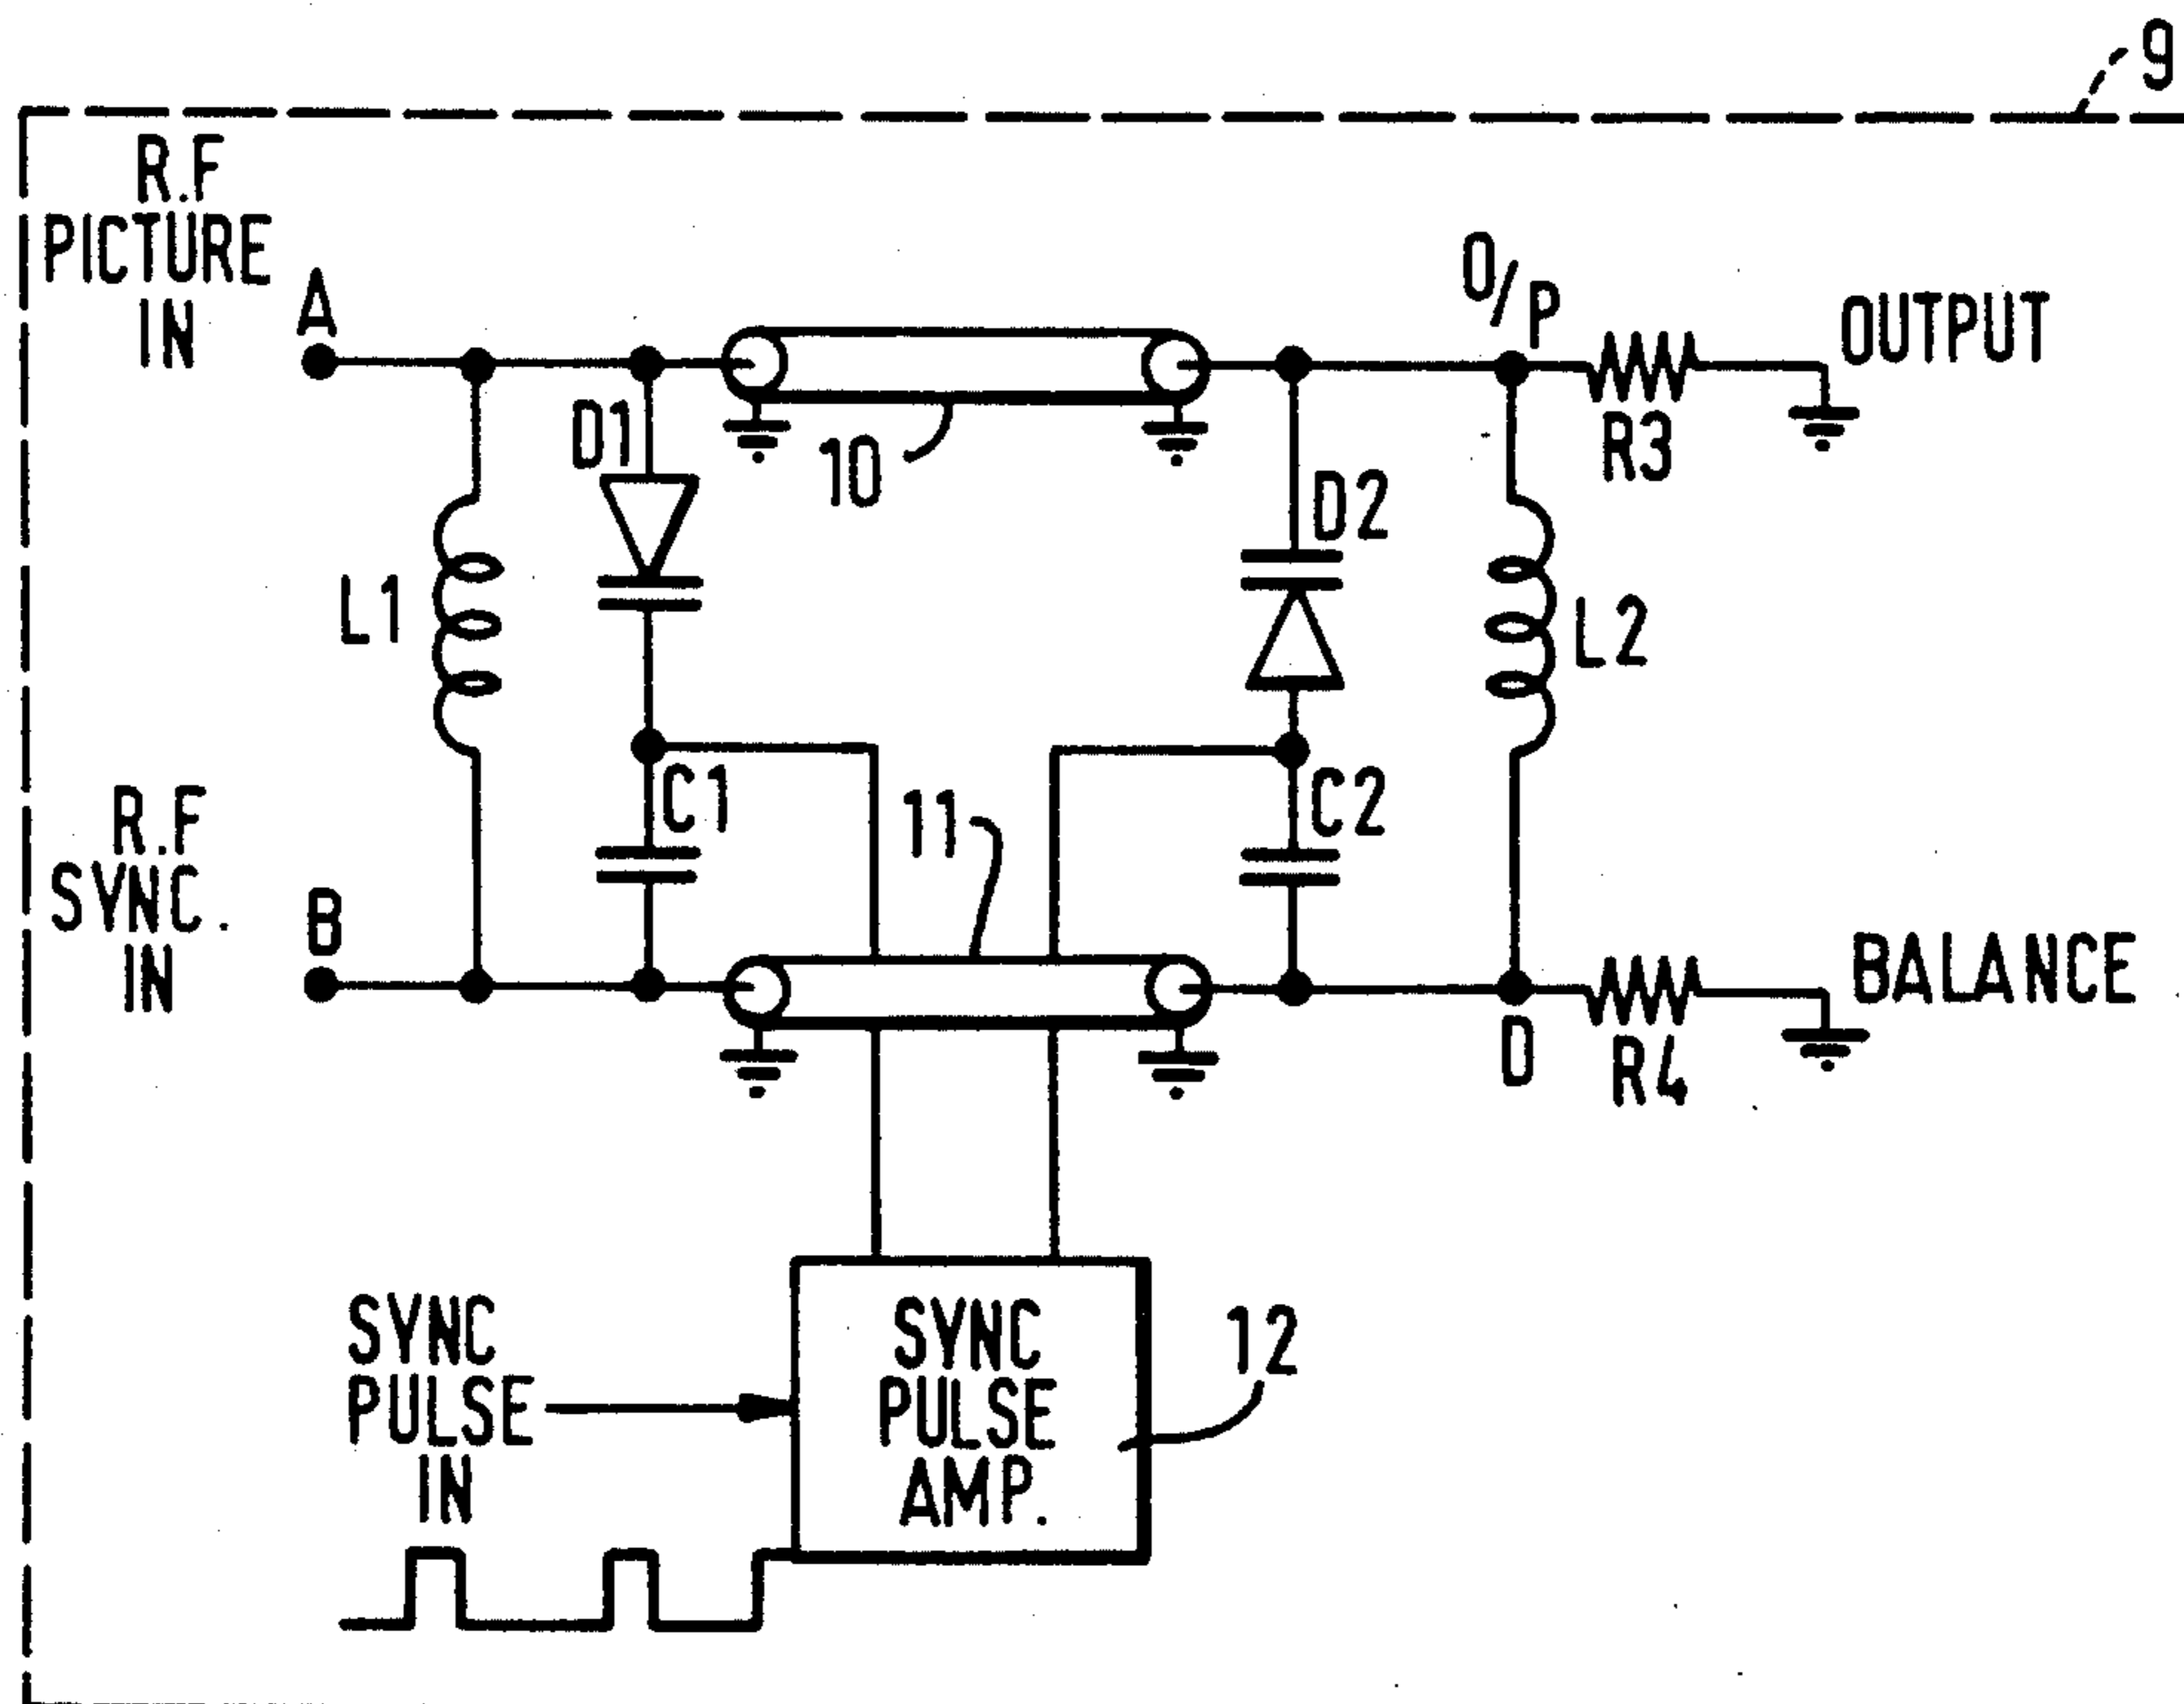 9
R.F
PICTURE
IN
A
O/P
OUTPUT
D1
10
R3
D2
L1
L2
C1
11
C2
R.F
SYNC.
IN
B
BALANCE
D
R4
SYNC
PULSE
IN
SYNC
PULSE
AMP.
12